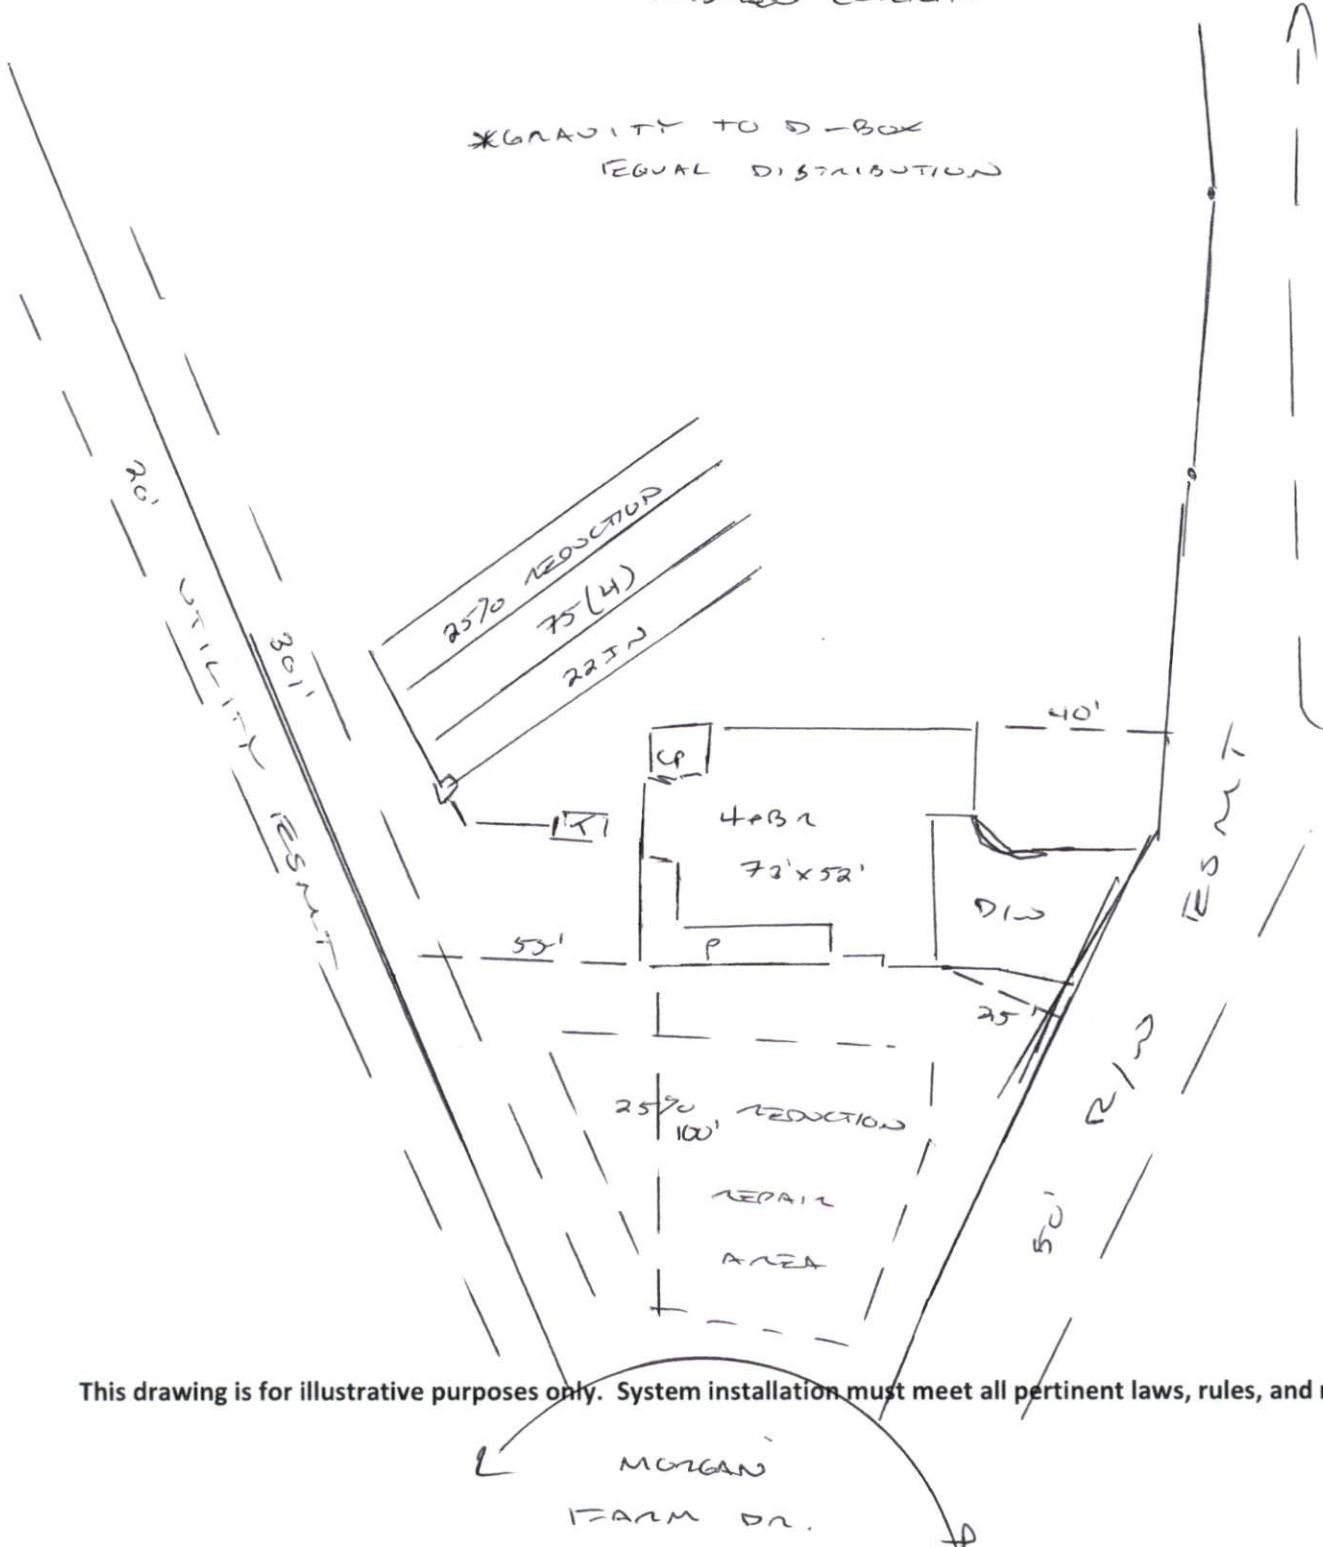 *GRAVITY TO D-BOX
EQUAL DISTRIBUTION
20'
UTILITY ESMT
30'
25% REDUCTION
75(4)
22IN
CP
40'
4 BR
73'x52'
D/W
P
55'
25'
ESMT
R/W
50'
25% REDUCTION
100'
REPAIR
AREA
This drawing is for illustrative purposes only. System installation must meet all pertinent laws, rules, and
MORGAN
FARM DR.